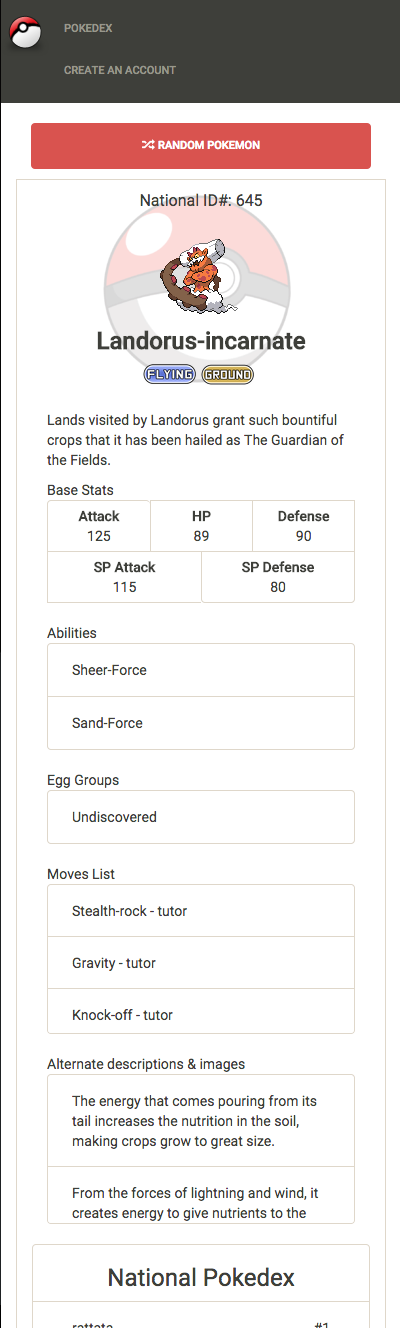 POKEDEX
CREATE AN ACCOUNT
RANDOM POKEMON
National ID#: 645
Landorus-incarnate
FLYING GROUND
Lands visited by Landorus grant such bountiful
crops that it has been hailed as The Guardian of
the Fields.
Base Stats
Attack HP Defense
125 89 90
SP Attack SP Defense
115 80
Abilities
Sheer-Force
Sand-Force
Egg Groups
Undiscovered
Moves List
Stealth-rock - tutor
Gravity - tutor
Knock-off - tutor
Alternate descriptions & images
The energy that comes pouring from its
tail increases the nutrition in the soil,
making crops grow to great size.
From the forces of lightning and wind, it
creates energy to give nutrients to the
National Pokedex
rattata #1